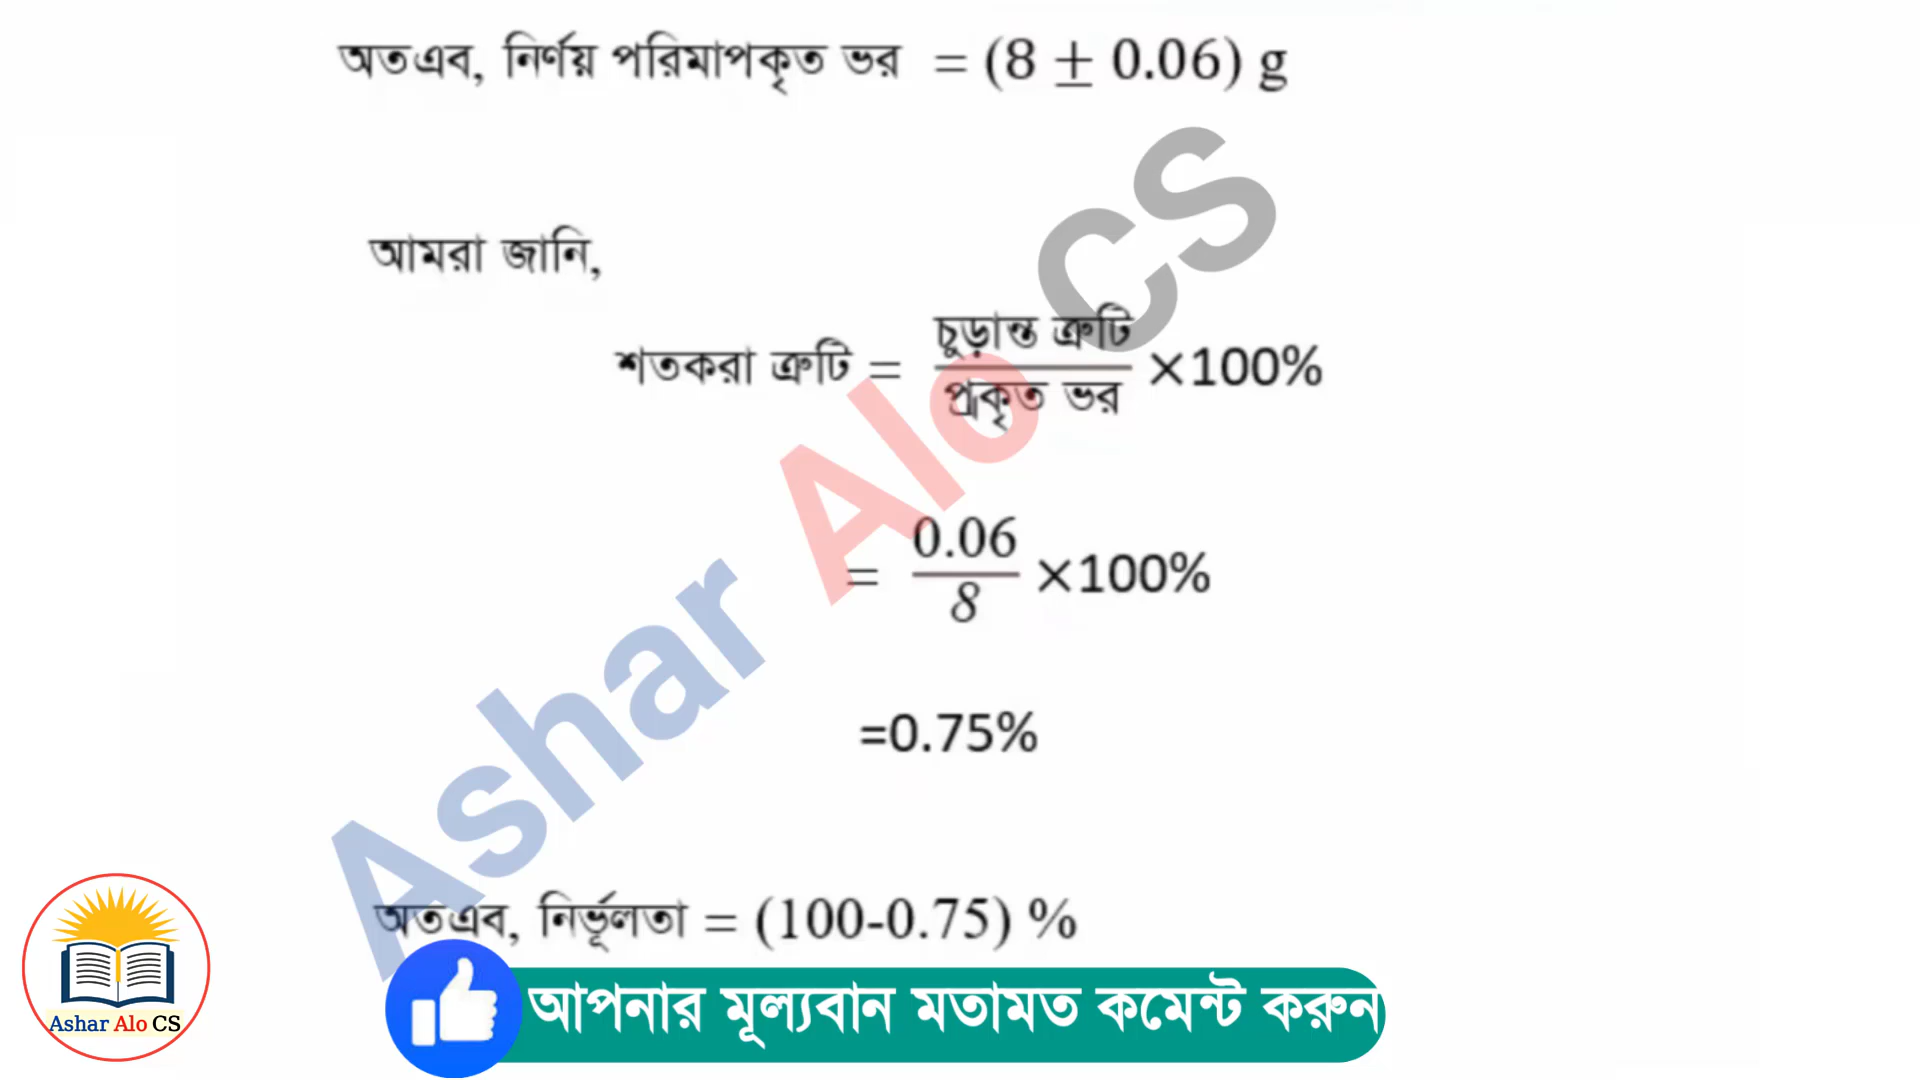 অতএব, নির্ণয় পরিমাপকৃত ভর = (8 ± 0.06) g
আমরা জানি,
শতকরা ত্রুটি = চুড়ান্ত ত্রুটি / প্রকৃত ভর ×100%
= 0.06 / 8 ×100%
=0.75%
অতএব, নির্ভূলতা = (100-0.75) %
আপনার মূল্যবান মতামত কমেন্ট করুন
Ashar Alo CS
Ashar Alo CS